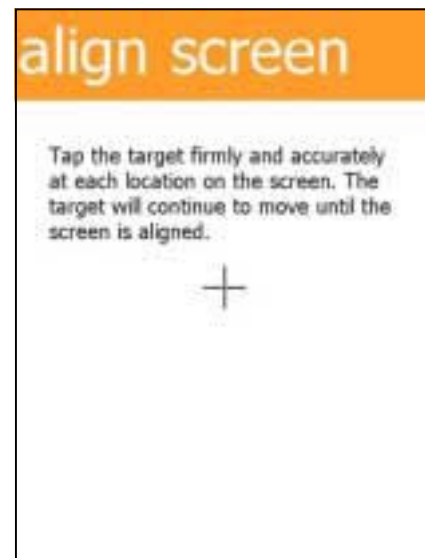 align screen
Tap the target firmly and accurately
at each location on the screen. The
target will continue to move until the
screen is aligned.